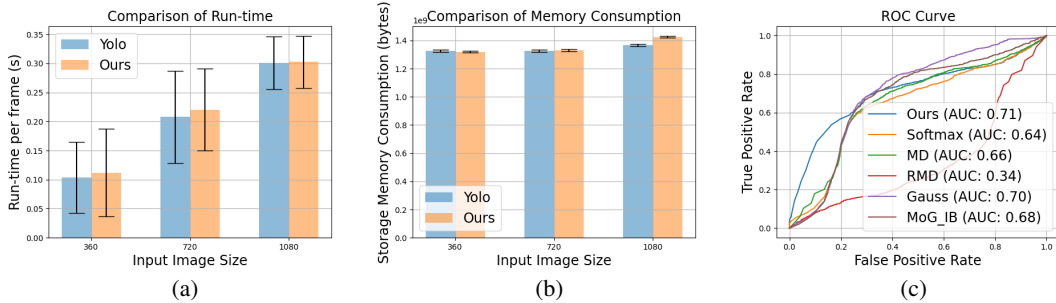 Comparison of Run-time
Run-time per frame (s)
0.35
0.30
0.25
0.20
0.15
0.10
0.05
0.00
Yolo
Ours
360
720
1080
Input Image Size
(a)
Comparison of Memory Consumption
1e9
Storage Memory Consumption (bytes)
1.4
1.2
1.0
0.8
0.6
0.4
0.2
0.0
Yolo
Ours
360
720
1080
Input Image Size
(b)
ROC Curve
True Positive Rate
1.0
0.8
0.6
0.4
0.2
0.0
Ours (AUC: 0.71)
Softmax (AUC: 0.64)
MD (AUC: 0.66)
RMD (AUC: 0.34)
Gauss (AUC: 0.70)
MoG_IB (AUC: 0.68)
0.0
0.2
0.4
0.6
0.8
1.0
False Positive Rate
(c)